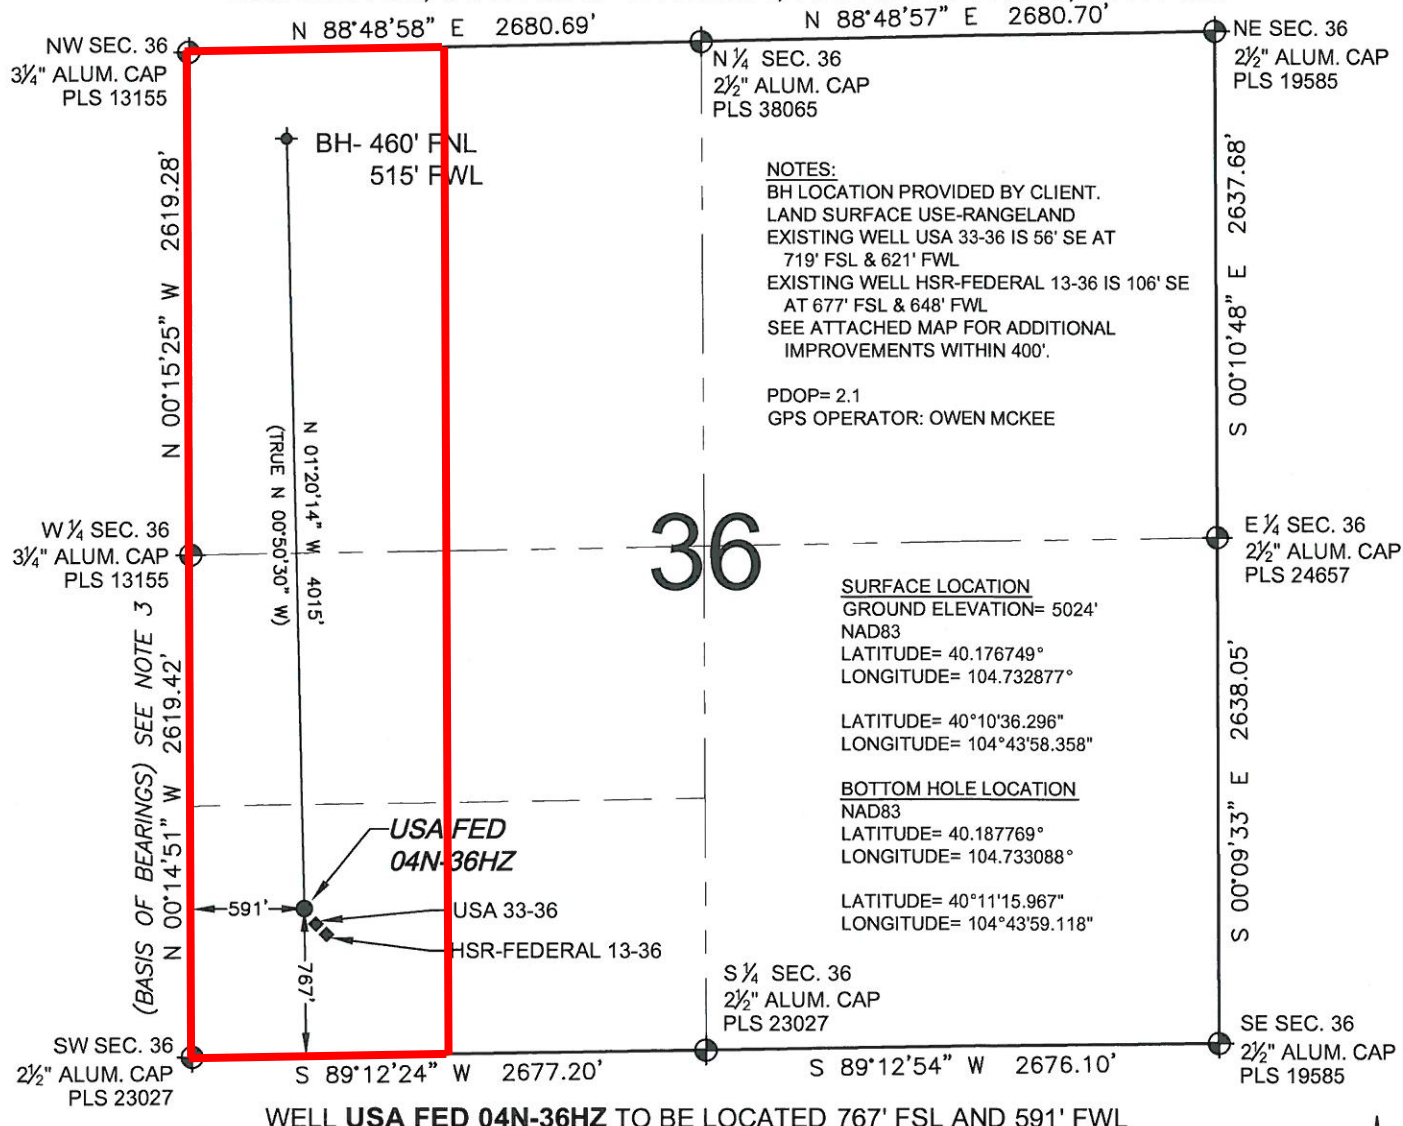 N 88°48'58" E 2680.69'
N 88°48'57" E 2680.70'
NW SEC. 36
3¼" ALUM. CAP
PLS 13155
N ¼ SEC. 36
2½" ALUM. CAP
PLS 38065
NE SEC. 36
2½" ALUM. CAP
PLS 19585
BH- 460' FNL
515' FWL
N 00°15'25" W 2619.28'
NOTES:
BH LOCATION PROVIDED BY CLIENT.
LAND SURFACE USE-RANGELAND
EXISTING WELL USA 33-36 IS 56' SE AT
719' FSL & 621' FWL
EXISTING WELL HSR-FEDERAL 13-36 IS 106' SE
AT 677' FSL & 648' FWL
SEE ATTACHED MAP FOR ADDITIONAL
IMPROVEMENTS WITHIN 400'.
PDOP= 2.1
GPS OPERATOR: OWEN MCKEE
S 00°10'48" E 2637.68'
N 01°20'14" W 4015'
(TRUE N 00°50'30" W)
W ¼ SEC. 36
3¼" ALUM. CAP
PLS 13155
36
E ¼ SEC. 36
2½" ALUM. CAP
PLS 24657
SURFACE LOCATION
GROUND ELEVATION= 5024'
NAD83
LATITUDE= 40.176749°
LONGITUDE= 104.732877°
LATITUDE= 40°10'36.296"
LONGITUDE= 104°43'58.358"
BOTTOM HOLE LOCATION
NAD83
LATITUDE= 40.187769°
LONGITUDE= 104.733088°
LATITUDE= 40°11'15.967"
LONGITUDE= 104°43'59.118"
(BASIS OF BEARINGS) SEE NOTE 3
N 00°14'51" W 2619.42'
S 00°09'33" E 2638.05'
USA FED
04N-36HZ
591'
USA 33-36
HSR-FEDERAL 13-36
767'
S ¼ SEC. 36
2½" ALUM. CAP
PLS 23027
SW SEC. 36
2½" ALUM. CAP
PLS 23027
SE SEC. 36
2½" ALUM. CAP
PLS 19585
S 89°12'24" W 2677.20'
S 89°12'54" W 2676.10'
WELL USA FED 04N-36HZ TO BE LOCATED 767' FSL AND 591' FWL